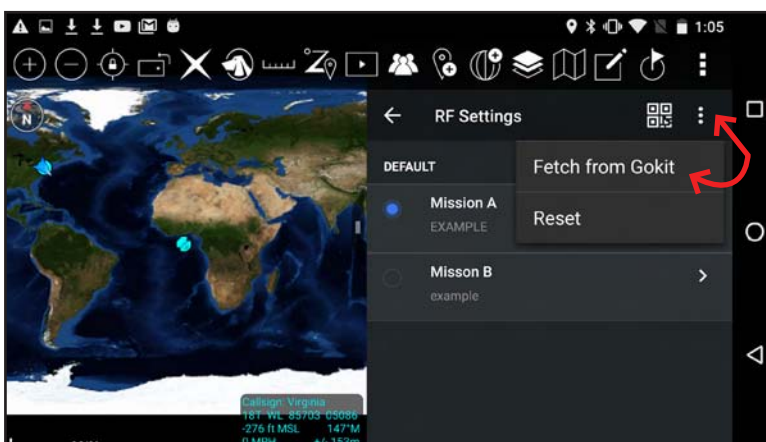 1:05
N
RF Settings
DEFAULT
Fetch from Gokit
Mission A
EXAMPLE
Reset
Misson B
example
Callsign: Virginia
18T WL 85703 05086
-276 ft MSL 147°M
0 MPH +/- 153m